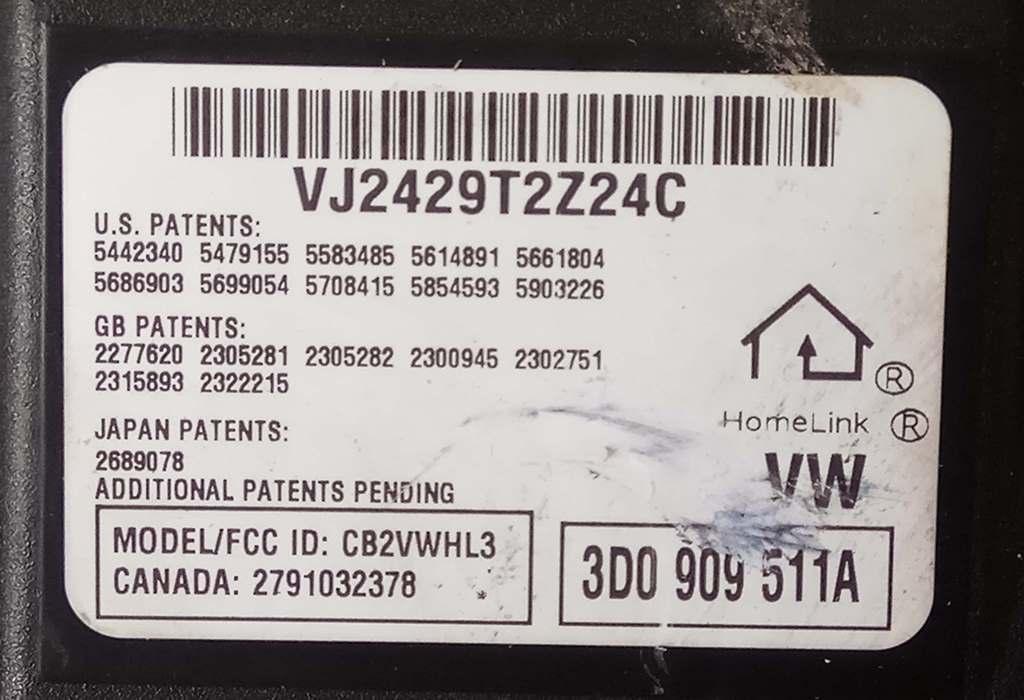 VJ2429T2Z24C
U.S. PATENTS:
5442340 5479155 5583485 5614891 5661804
5686903 5699054 5708415 5854593 5903226
GB PATENTS:
2277620 2305281 2305282 2300945 2302751
2315893 2322215
JAPAN PATENTS:
2689078
ADDITIONAL PATENTS PENDING
MODEL/FCC ID: CB2VWHL3
CANADA: 2791032378
®
HomeLink ®
VW
3D0 909 511A